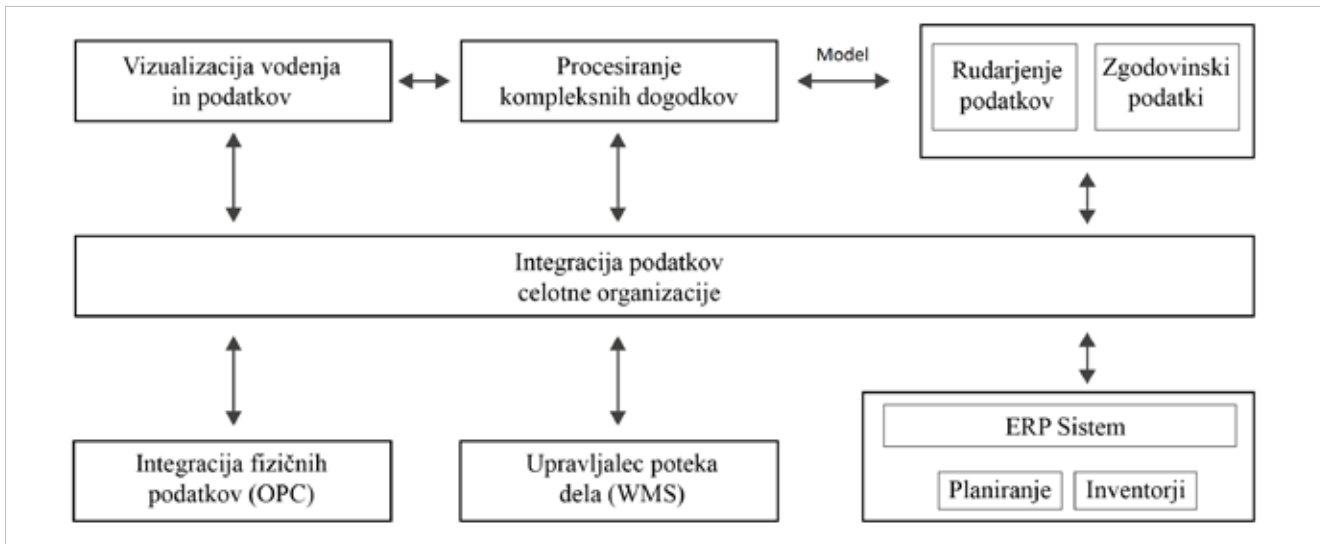 Vizualizacija vodenja
in podatkov
Procesiranje
kompleksnih dogodkov
Model
Rudarjenje
podatkov
Zgodovinski
podatki
Integracija podatkov
celotne organizacije
Integracija fizičnih
podatkov (OPC)
Upravljalec poteka
dela (WMS)
ERP Sistem
Planiranje
Inventorji